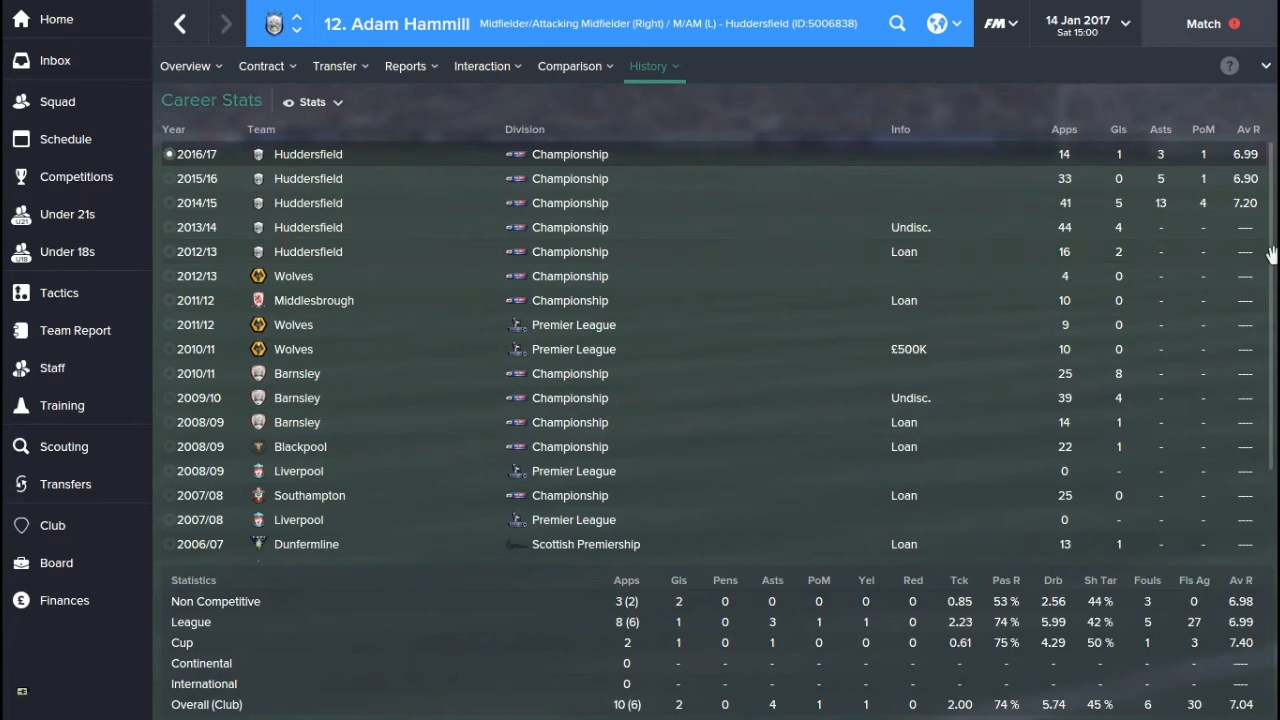 Home
12. Adam Hammill Midfielder/Attacking Midfielder (Right) / M/AM (L) - Huddersfield (ID:5006838) FM 14 Jan 2017 Sat 15:00 Match
Inbox
Overview Contract Transfer Reports Interaction Comparison History ?
Squad
Schedule
Competitions
Under 21s
Under 18s
Tactics
Team Report
Staff
Training
Scouting
Transfers
Club
Board
Finances
Career Stats Stats
Year Team Division Info Apps Gls Asts PoM Av R
2016/17 Huddersfield Championship 14 1 3 1 6.99
2015/16 Huddersfield Championship 33 0 5 1 6.90
2014/15 Huddersfield Championship 41 5 13 4 7.20
2013/14 Huddersfield Championship Undisc. 44 4 - - ----
2012/13 Huddersfield Championship Loan 16 2 - - ----
2012/13 Wolves Championship 4 0 - - ----
2011/12 Middlesbrough Championship Loan 10 0 - - ----
2011/12 Wolves Premier League 9 0 - - ----
2010/11 Wolves Premier League £500K 10 0 - - ----
2010/11 Barnsley Championship 25 8 - - ----
2009/10 Barnsley Championship Undisc. 39 4 - - ----
2008/09 Barnsley Championship Loan 14 1 - - ----
2008/09 Blackpool Championship Loan 22 1 - - ----
2008/09 Liverpool Premier League 0 - - - ----
2007/08 Southampton Championship Loan 25 0 - - ----
2007/08 Liverpool Premier League 0 - - - ----
2006/07 Dunfermline Scottish Premiership Loan 13 1 - - ----
Statistics Apps Gls Pens Asts PoM Yel Red Tck Pas R Drb Sh Tar Fouls Fls Ag Av R
Non Competitive 3 (2) 2 0 0 0 0 0 0.85 53 % 2.56 44 % 3 0 6.98
League 8 (6) 1 0 3 1 1 0 2.23 74 % 5.99 42 % 5 27 6.99
Cup 2 1 0 1 0 0 0 0.61 75 % 4.29 50 % 1 3 7.40
Continental 0 - - - - - - - - - - - - ----
International 0 - - - - - - - - - - - - ----
Overall (Club) 10 (6) 2 0 4 1 1 0 2.00 74 % 5.74 45 % 6 30 7.04